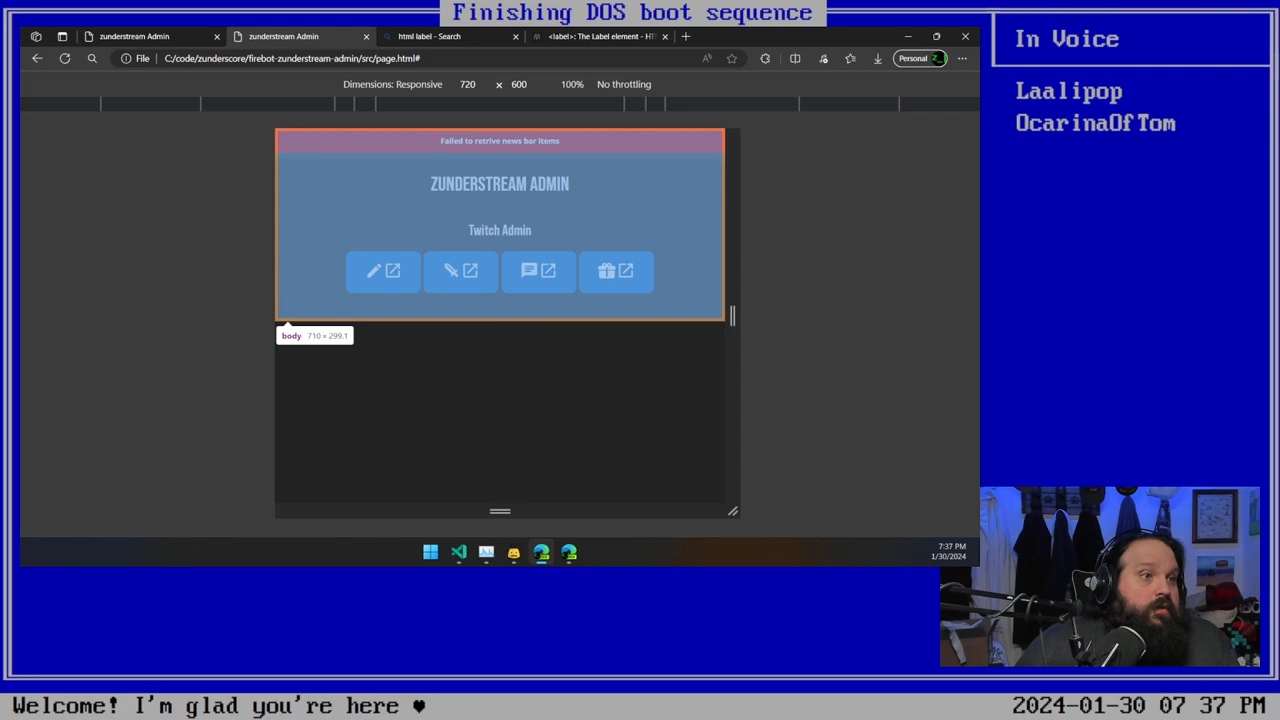 Finishing DOS boot sequence
zunderstream Admin
zunderstream Admin
html label - Search
<label>: The Label element - HT
File
C:/code/zunderscore/firebot-zunderstream-admin/src/page.html#
Personal
Dimensions: Responsive 720 × 600 100% No throttling
Failed to retrive news bar items
ZUNDERSTREAM ADMIN
Twitch Admin
body 710 × 299.1
7:37 PM
1/30/2024
In Voice
Laalipop
OcarinaOfTom
Welcome! I'm glad you're here ♥
2024-01-30 07 37 PM